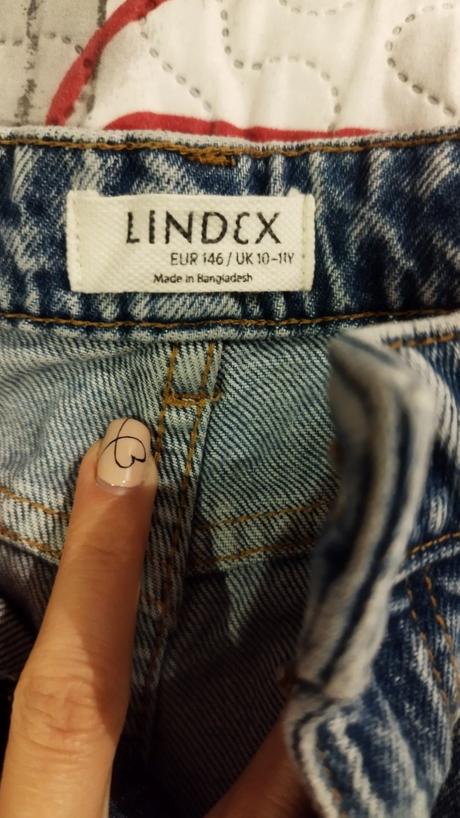 LINDEX
EUR 146 / UK 10-11Y
Made in Bangladesh